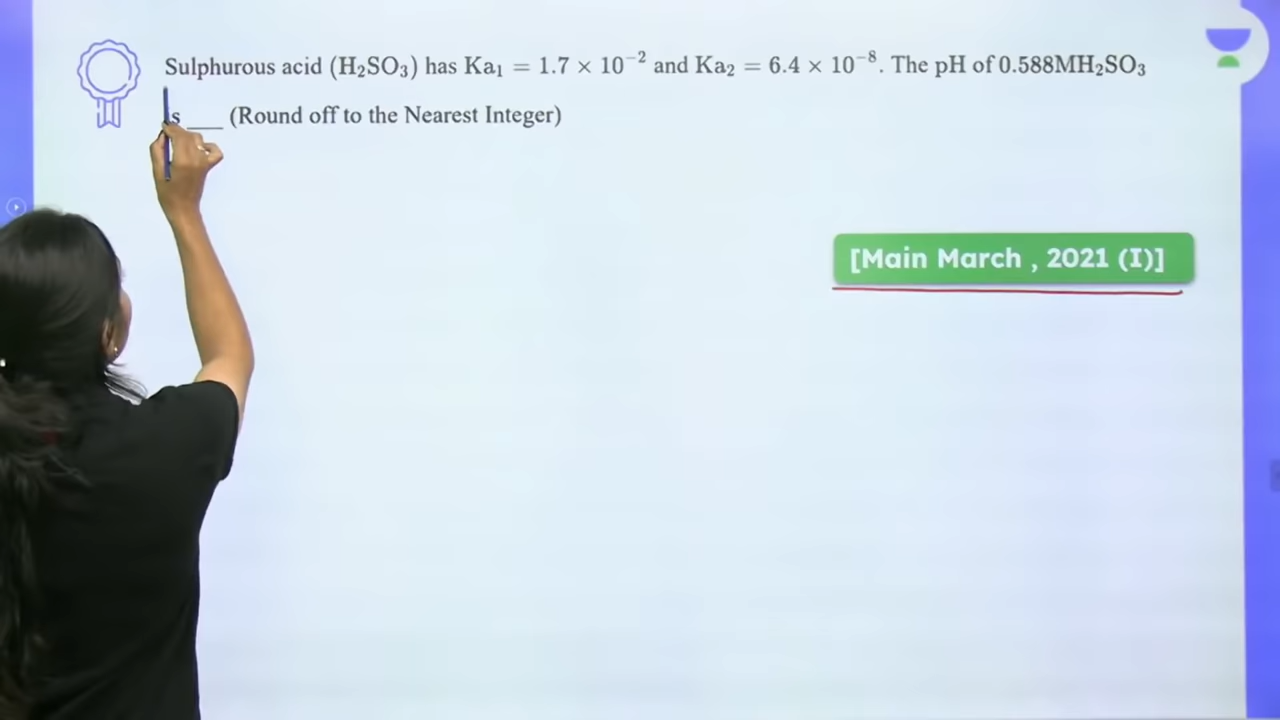 Sulphurous acid (H₂SO₃) has Ka₁ = 1.7 × 10⁻² and Ka₂ = 6.4 × 10⁻⁸. The pH of 0.588MH₂SO₃
is ___ (Round off to the Nearest Integer)
[Main March , 2021 (I)]